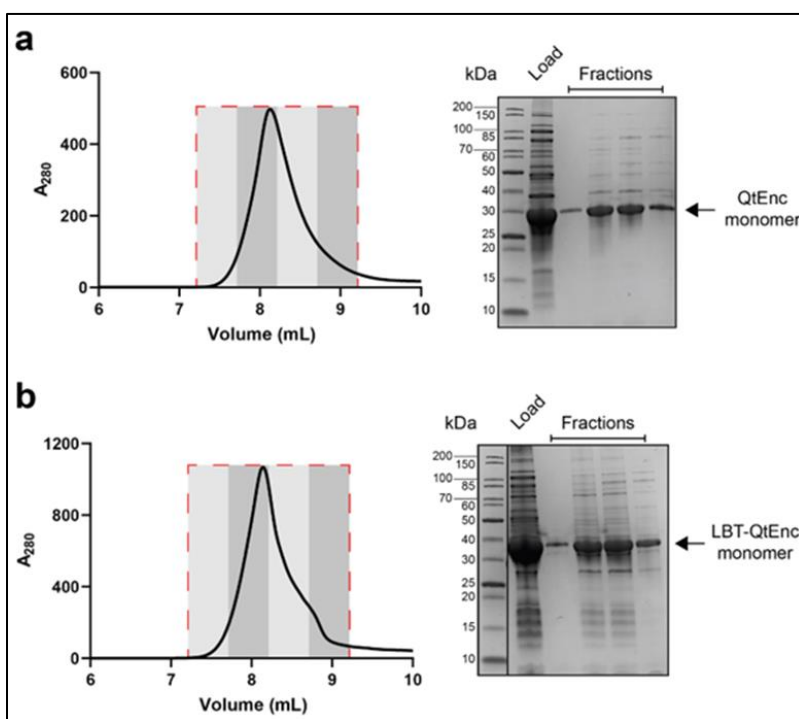 a
600
400
200
0
A280
6 7 8 9 10
Volume (mL)
kDa
Load
Fractions
200
150
100
85
70
60
50
40
30
25
20
15
10
QtEnc
monomer
b
1200
800
400
0
A280
6 7 8 9 10
Volume (mL)
kDa
Load
Fractions
200
150
100
85
70
60
50
40
30
25
20
15
10
LBT-QtEnc
monomer